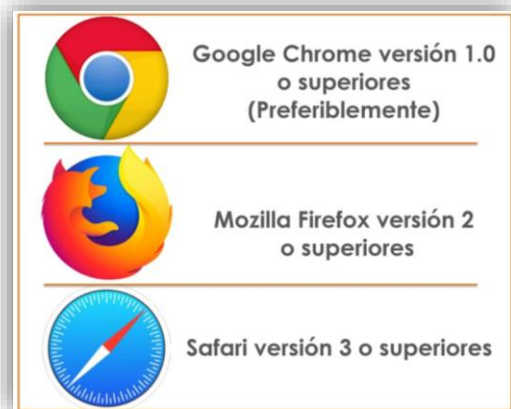 Google Chrome versión 1.0
o superiores
(Preferiblemente)
Mozilla Firefox versión 2
o superiores
Safari versión 3 o superiores